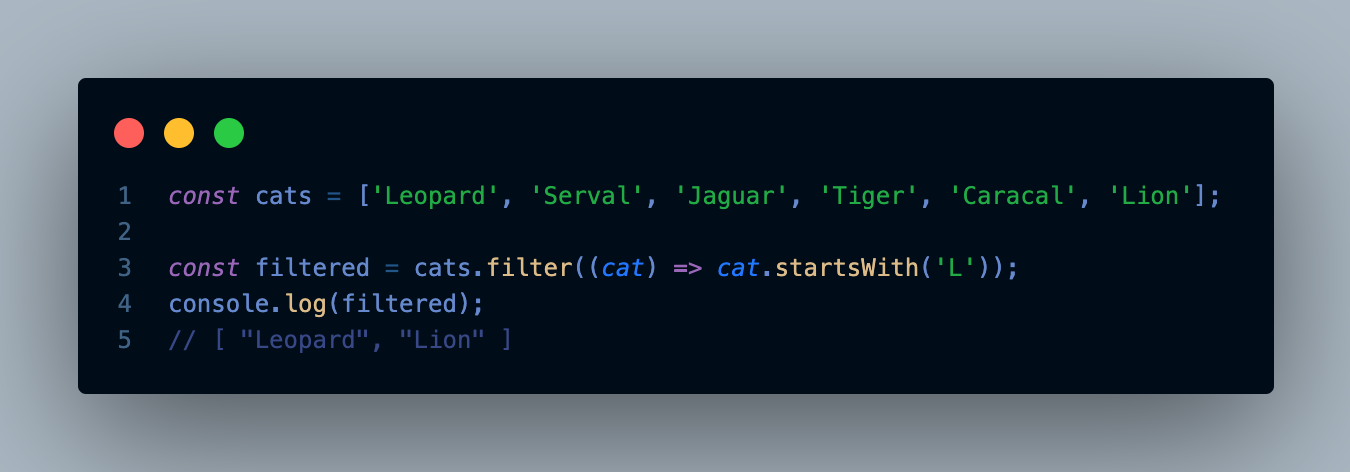 1 const cats = ['Leopard', 'Serval', 'Jaguar', 'Tiger', 'Caracal', 'Lion'];
2
3 const filtered = cats.filter((cat) => cat.startsWith('L'));
4 console.log(filtered);
5 // [ "Leopard", "Lion" ]